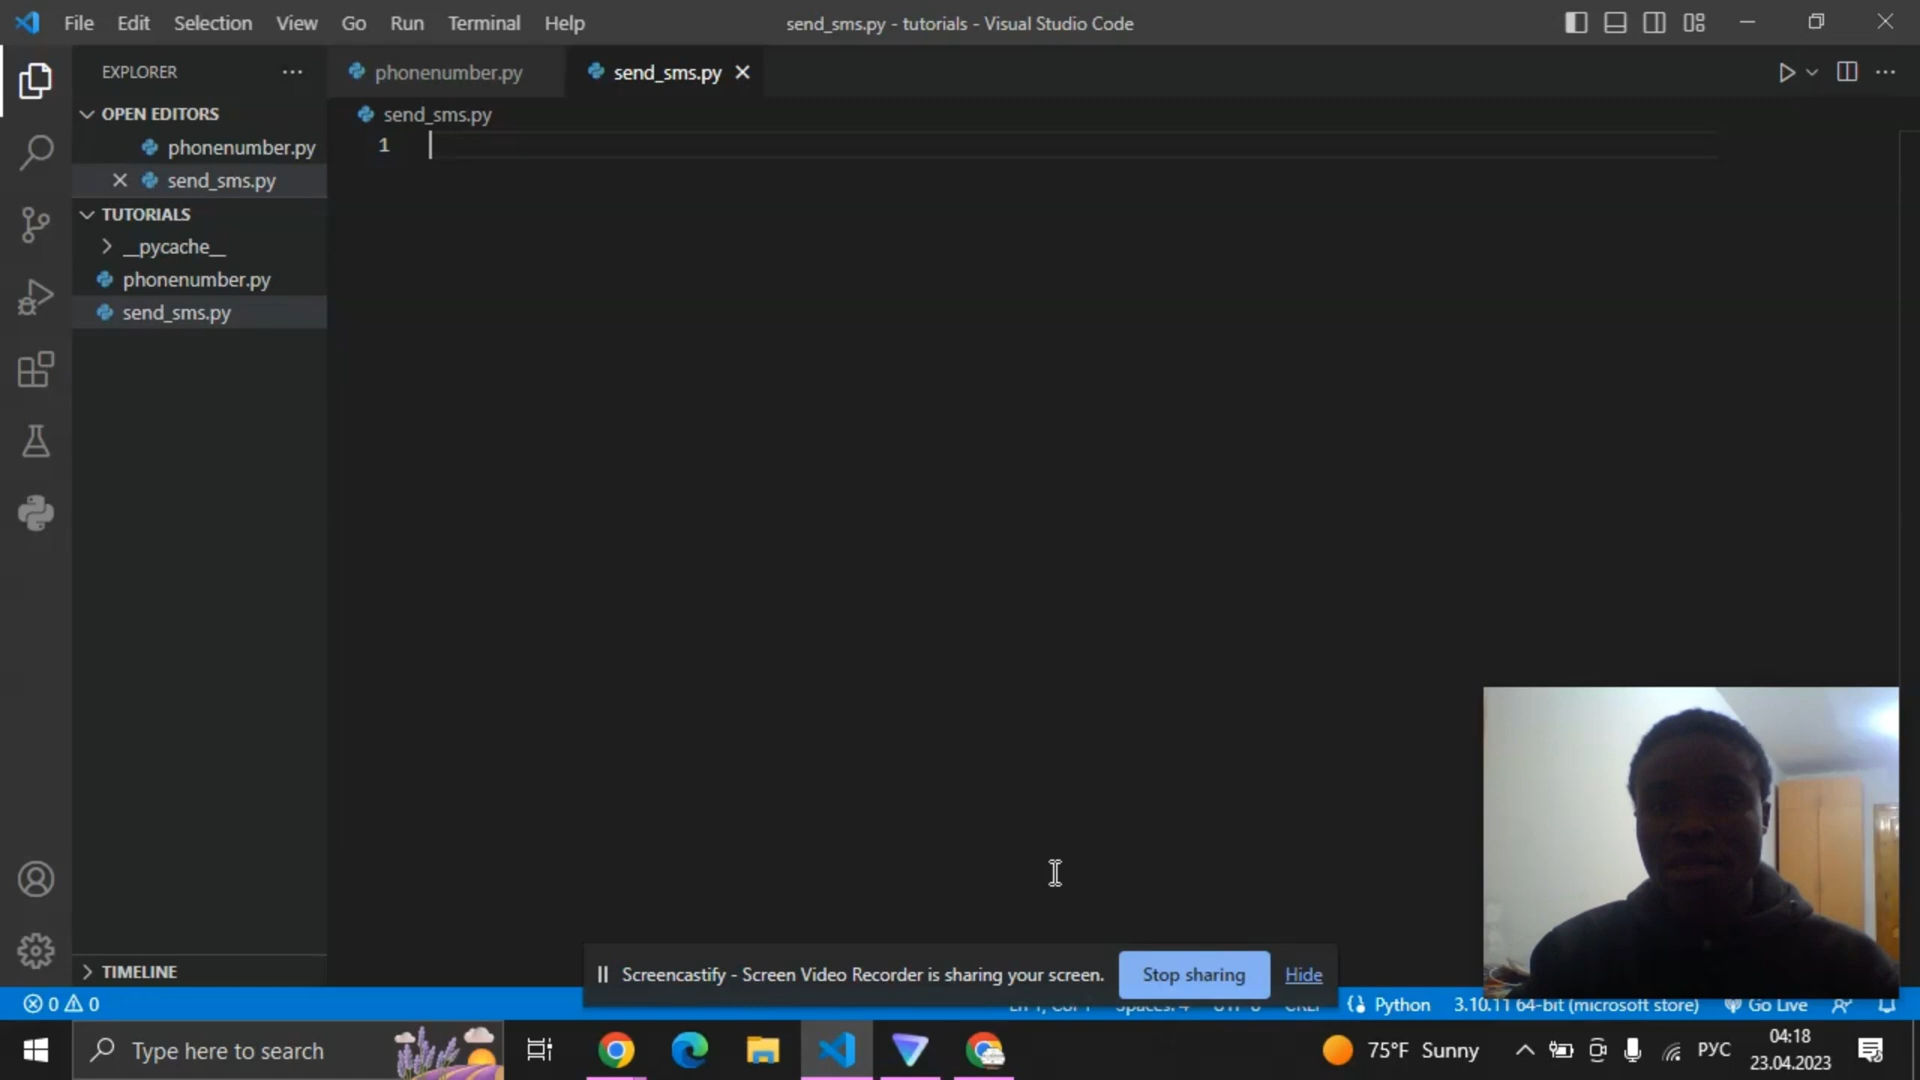 File Edit Selection View Go Run Terminal Help
send_sms.py - tutorials - Visual Studio Code
EXPLORER
phonenumber.py
send_sms.py
OPEN EDITORS
phonenumber.py
send_sms.py
TUTORIALS
__pycache__
phonenumber.py
send_sms.py
send_sms.py
1
TIMELINE
Screencastify - Screen Video Recorder is sharing your screen.
Stop sharing
Hide
0 0
Python
3.10.11 64-bit (microsoft store)
Go Live
Type here to search
75°F Sunny
РУС
04:18
23.04.2023